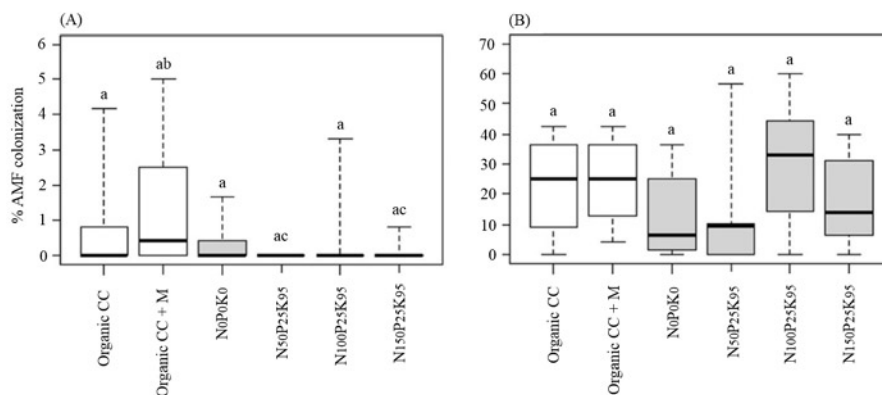 (A)
% AMF colonization
6
5
4
3
2
1
0
a
ab
a
ac
a
ac
Organic CC
Organic CC + M
N0P0K0
N50P25K95
N100P25K95
N150P25K95
(B)
70
60
50
40
30
20
10
0
a
a
a
a
a
a
Organic CC
Organic CC + M
N0P0K0
N50P25K95
N100P25K95
N150P25K95